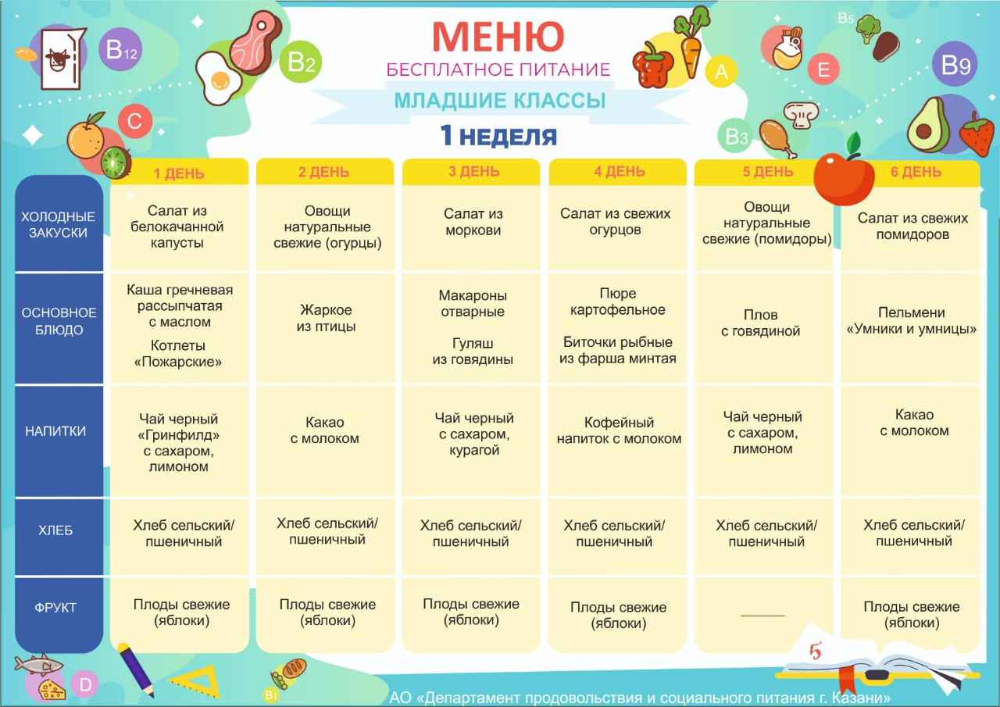 МЕНЮ
БЕСПЛАТНОЕ ПИТАНИЕ
МЛАДШИЕ КЛАССЫ
1 НЕДЕЛЯ
B12
B2
C
A
E
B5
B9
B3
1 ДЕНЬ
2 ДЕНЬ
3 ДЕНЬ
4 ДЕНЬ
5 ДЕНЬ
6 ДЕНЬ
ХОЛОДНЫЕ
ЗАКУСКИ
Салат из
белокачанной
капусты
Овощи
натуральные
свежие (огурцы)
Салат из
моркови
Салат из свежих
огурцов
Овощи
натуральные
свежие (помидоры)
Салат из свежих
помидоров
ОСНОВНОЕ
БЛЮДО
Каша гречневая
рассыпчатая
с маслом
Котлеты
«Пожарские»
Жаркое
из птицы
Макароны
отварные
Гуляш
из говядины
Пюре
картофельное
Биточки рыбные
из фарша минтая
Плов
с говядиной
Пельмени
«Умники и умницы»
НАПИТКИ
Чай черный
«Гринфилд»
с сахаром,
лимоном
Какао
с молоком
Чай черный
с сахаром,
курагой
Кофейный
напиток с молоком
Чай черный
с сахаром,
лимоном
Какао
с молоком
ХЛЕБ
Хлеб сельский/
пшеничный
Хлеб сельский/
пшеничный
Хлеб сельский/
пшеничный
Хлеб сельский/
пшеничный
Хлеб сельский/
пшеничный
Хлеб сельский/
пшеничный
ФРУКТ
Плоды свежие
(яблоки)
Плоды свежие
(яблоки)
Плоды свежие
(яблоки)
Плоды свежие
(яблоки)
Плоды свежие
(яблоки)
5
D
B1
АО «Департамент продовольствия и социального питания г. Казани»